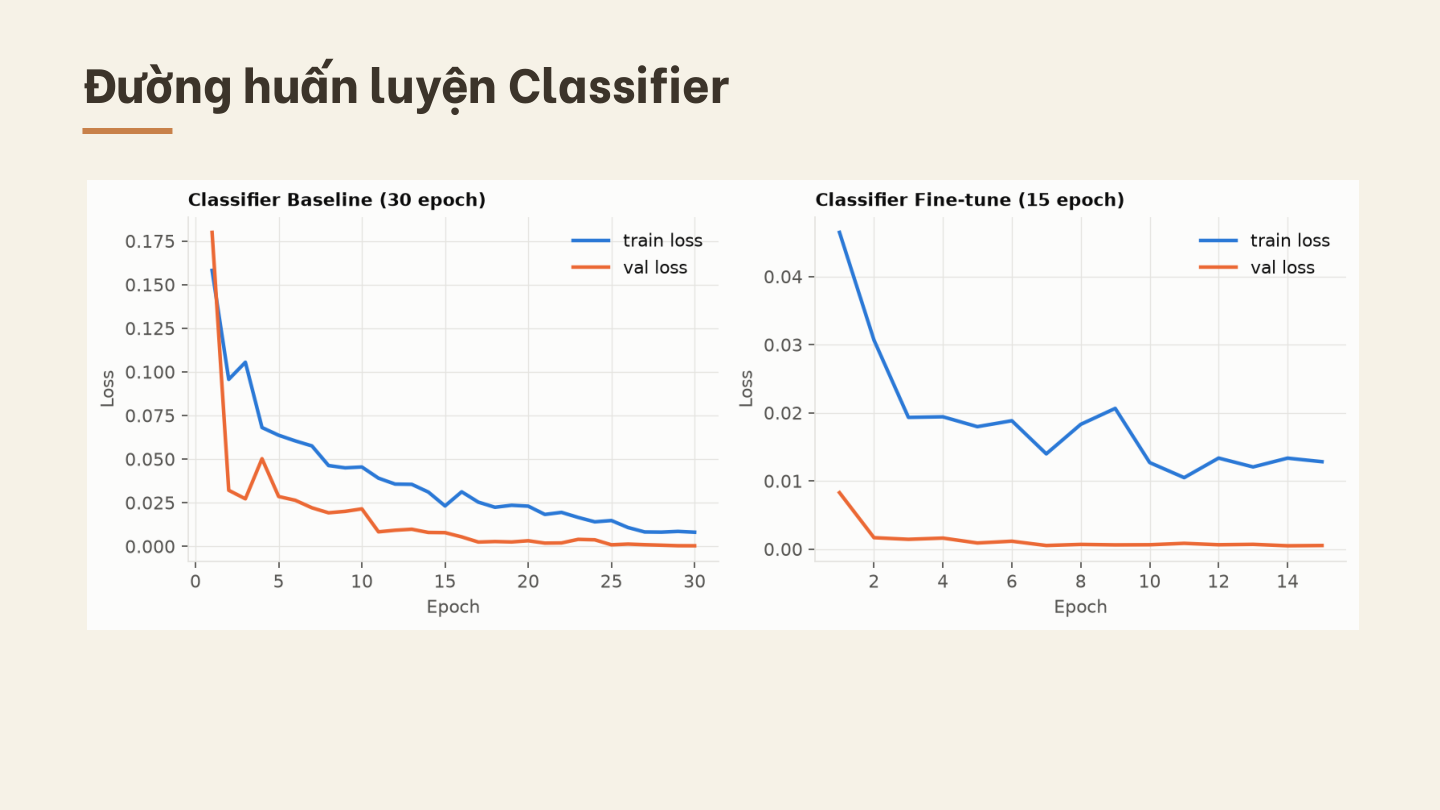 Đường huấn luyện Classifier
Classifier Baseline (30 epoch)
train loss
val loss
0.175
0.150
0.125
0.100
0.075
0.050
0.025
0.000
Loss
0 5 10 15 20 25 30
Epoch
Classifier Fine-tune (15 epoch)
train loss
val loss
0.04
0.03
0.02
0.01
0.00
Loss
2 4 6 8 10 12 14
Epoch